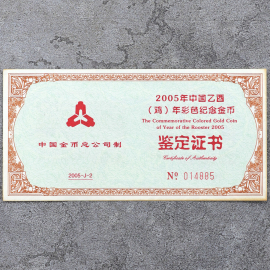 2005年中国乙酉
（鸡）年彩色纪念金币
The Commemorative Colored Gold Coin
of Year of the Rooster 2005
中国金币总公司制
鉴定证书
Certificate of Authenticity
2005-J-2
Nº 014885